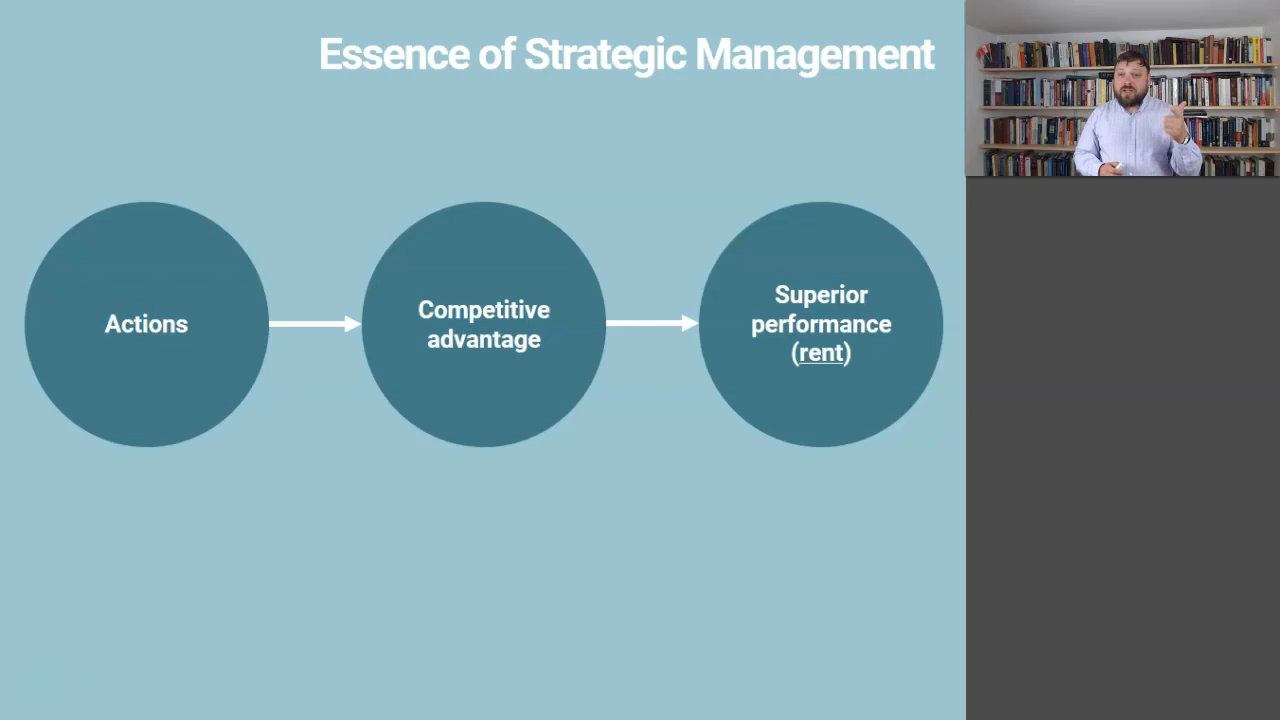 Essence of Strategic Management
Actions
Competitive
advantage
Superior
performance
(rent)